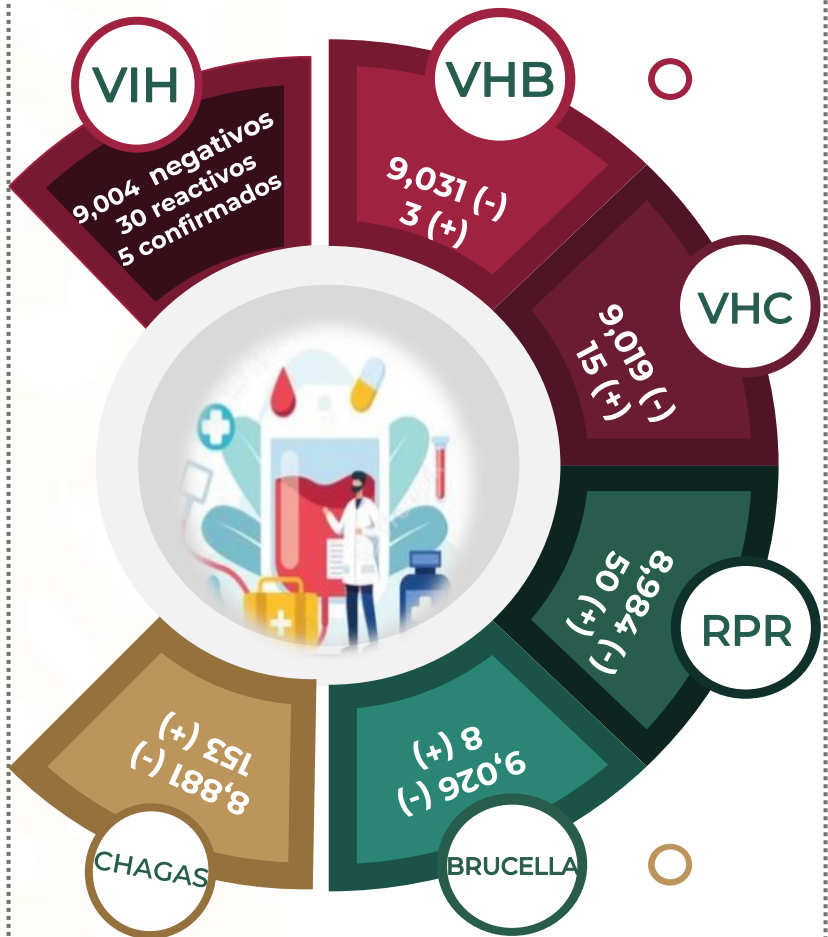 VIH
9,004 negativos
30 reactivos
5 confirmados
VHB
9,031 (-)
3 (+)
VHC
9,019 (-)
15 (+)
RPR
8,984 (-)
50 (+)
BRUCELLA
9,026 (-)
8 (+)
CHAGAS
8,881 (-)
153 (+)